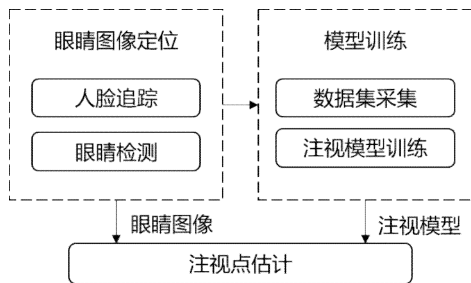 眼睛图像定位
人脸追踪
眼睛检测
模型训练
数据集采集
注视模型训练
眼睛图像
注视模型
注视点估计